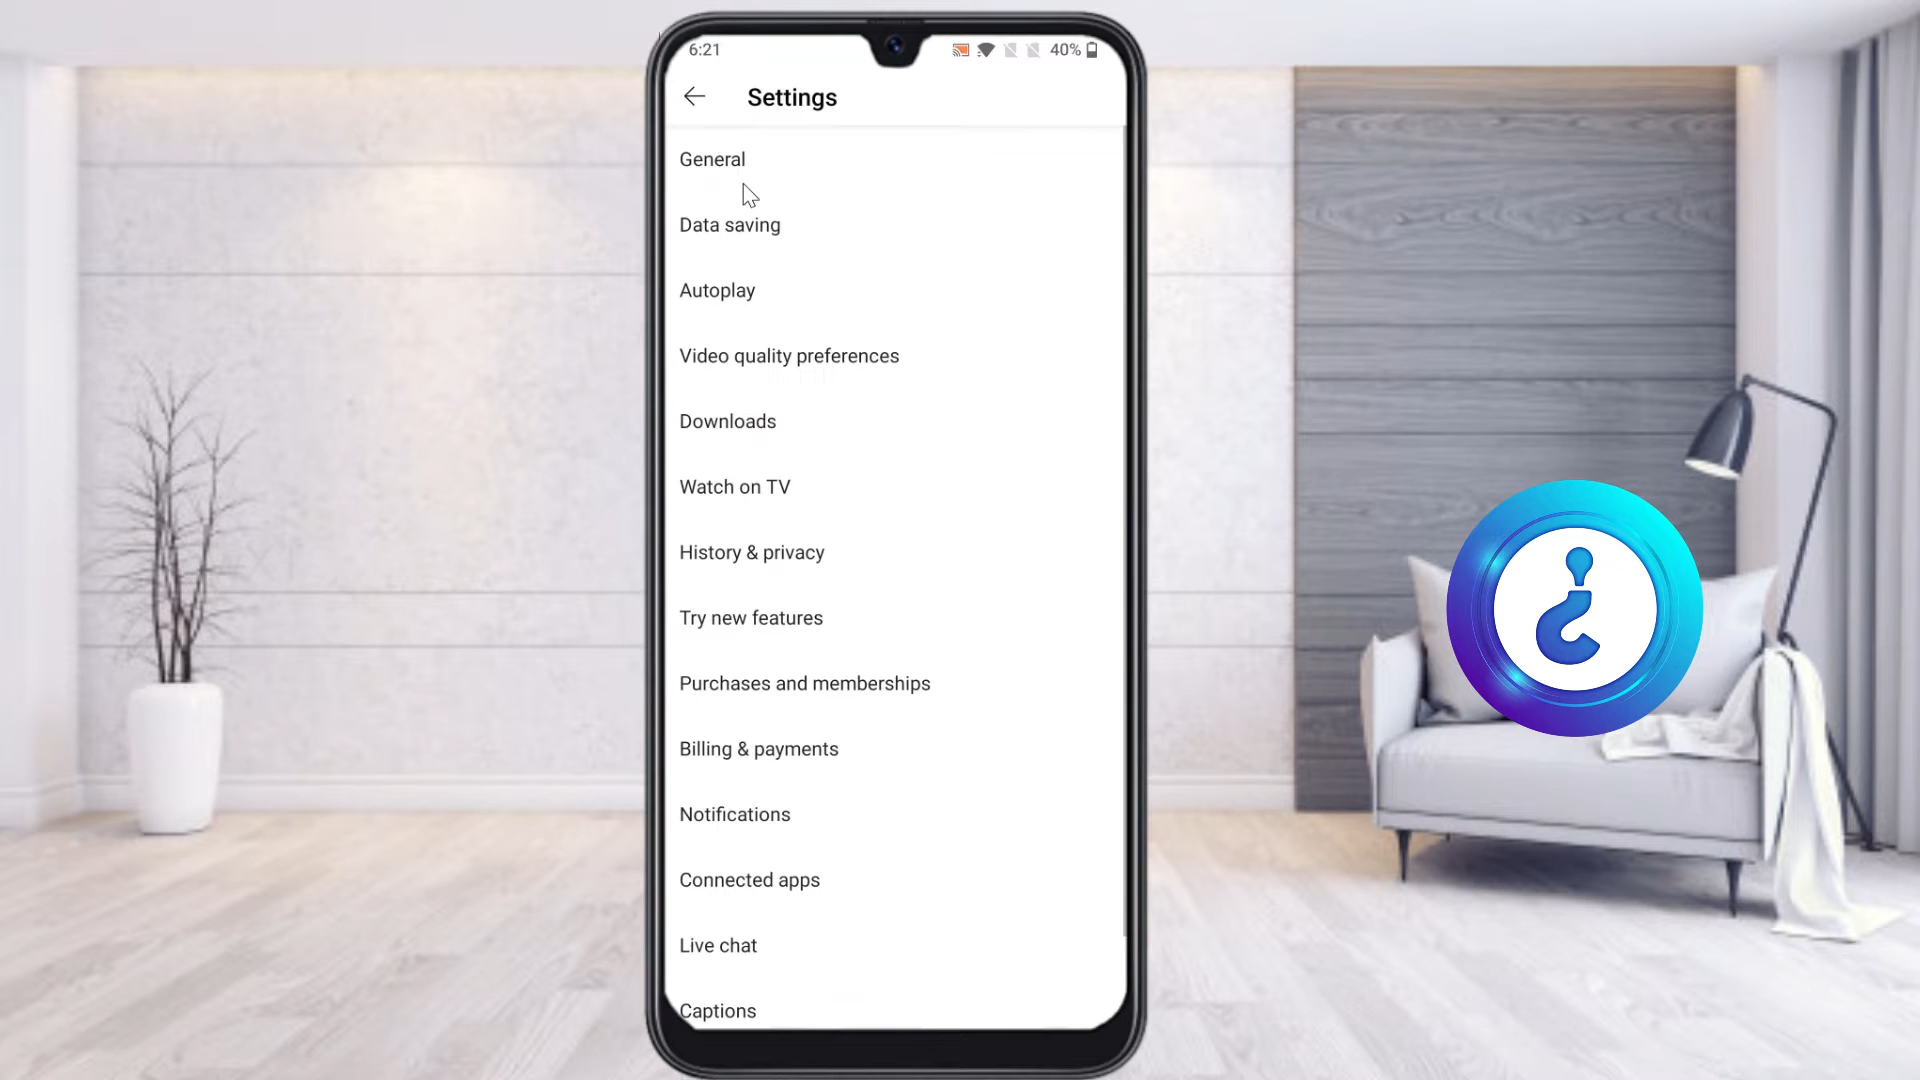 6:21
40%
Settings
General
Data saving
Autoplay
Video quality preferences
Downloads
Watch on TV
History & privacy
Try new features
Purchases and memberships
Billing & payments
Notifications
Connected apps
Live chat
Captions